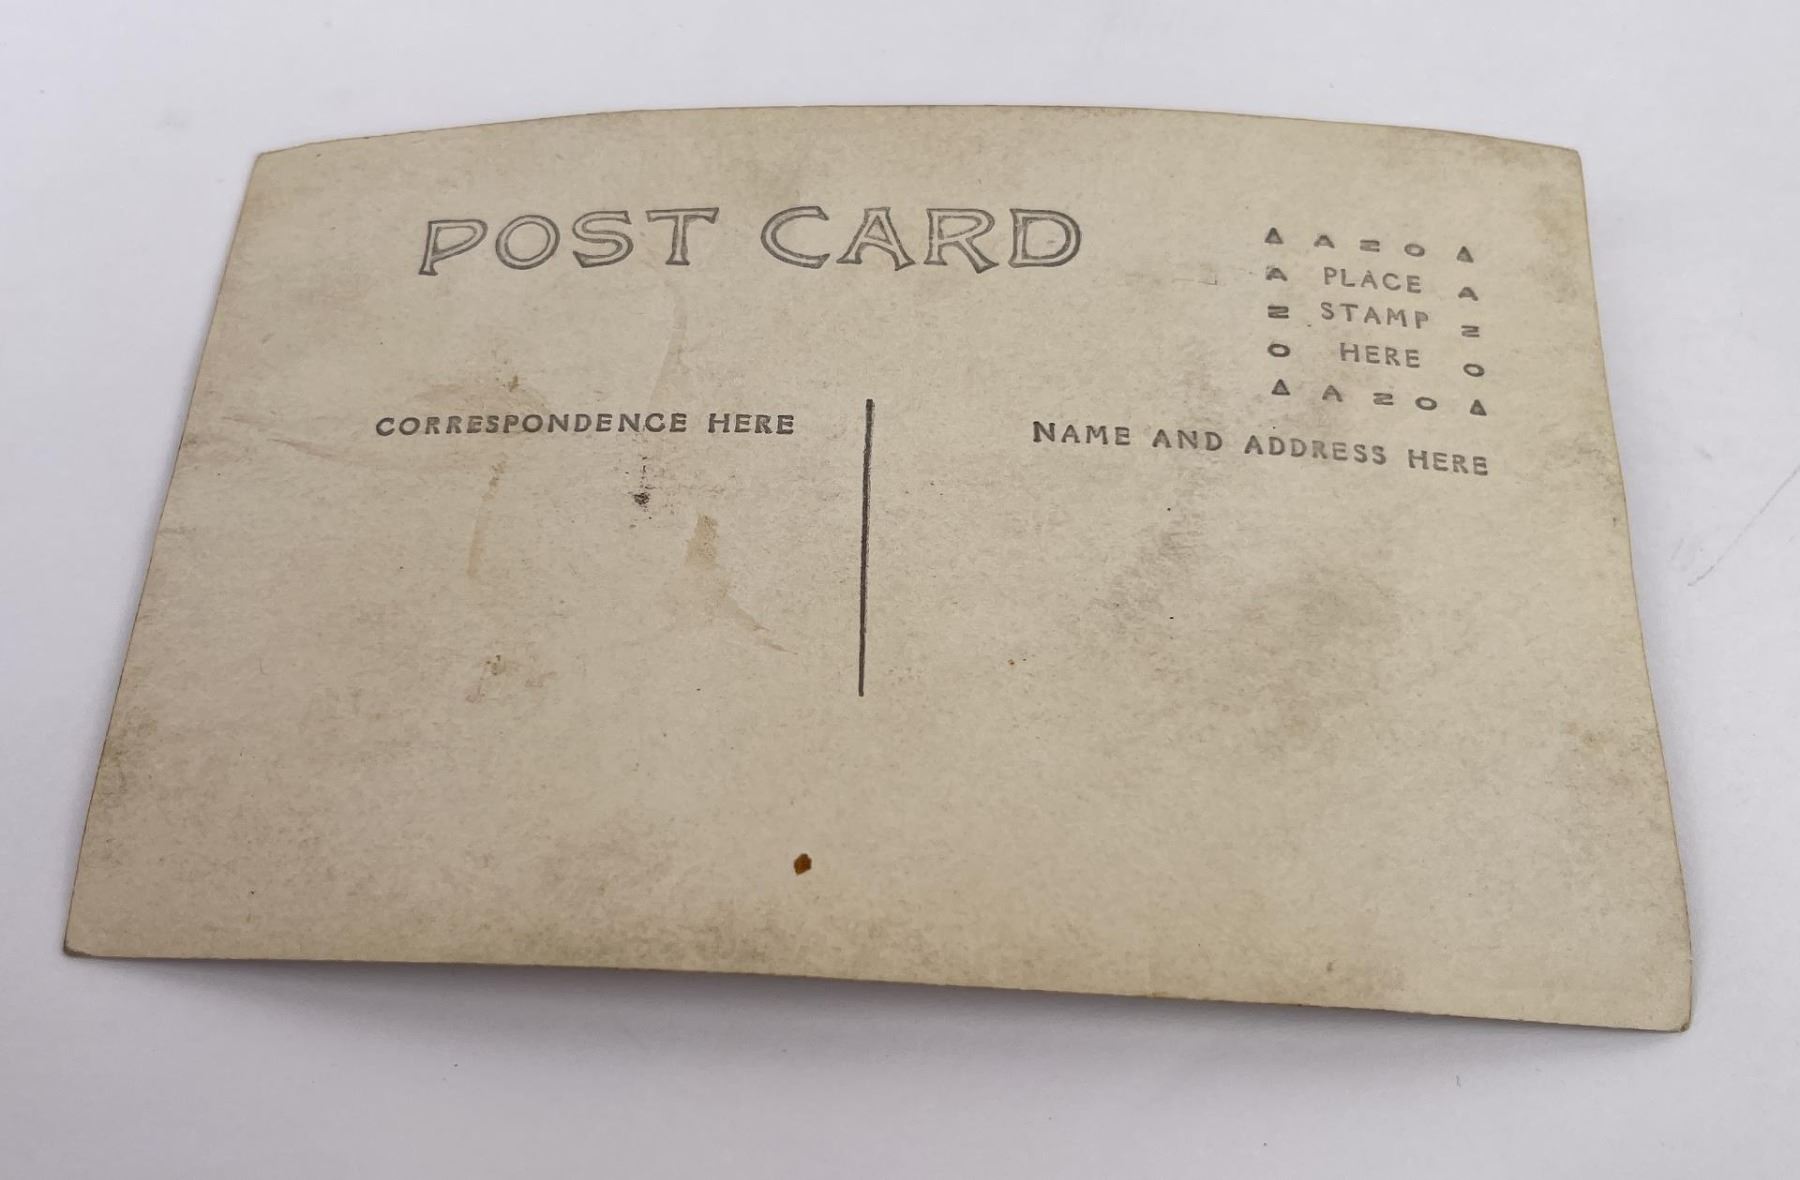 POST CARD
▲ A Z O ▲
A PLACE A
Z STAMP Z
O HERE O
▲ A Z O ▲
CORRESPONDENCE HERE
NAME AND ADDRESS HERE